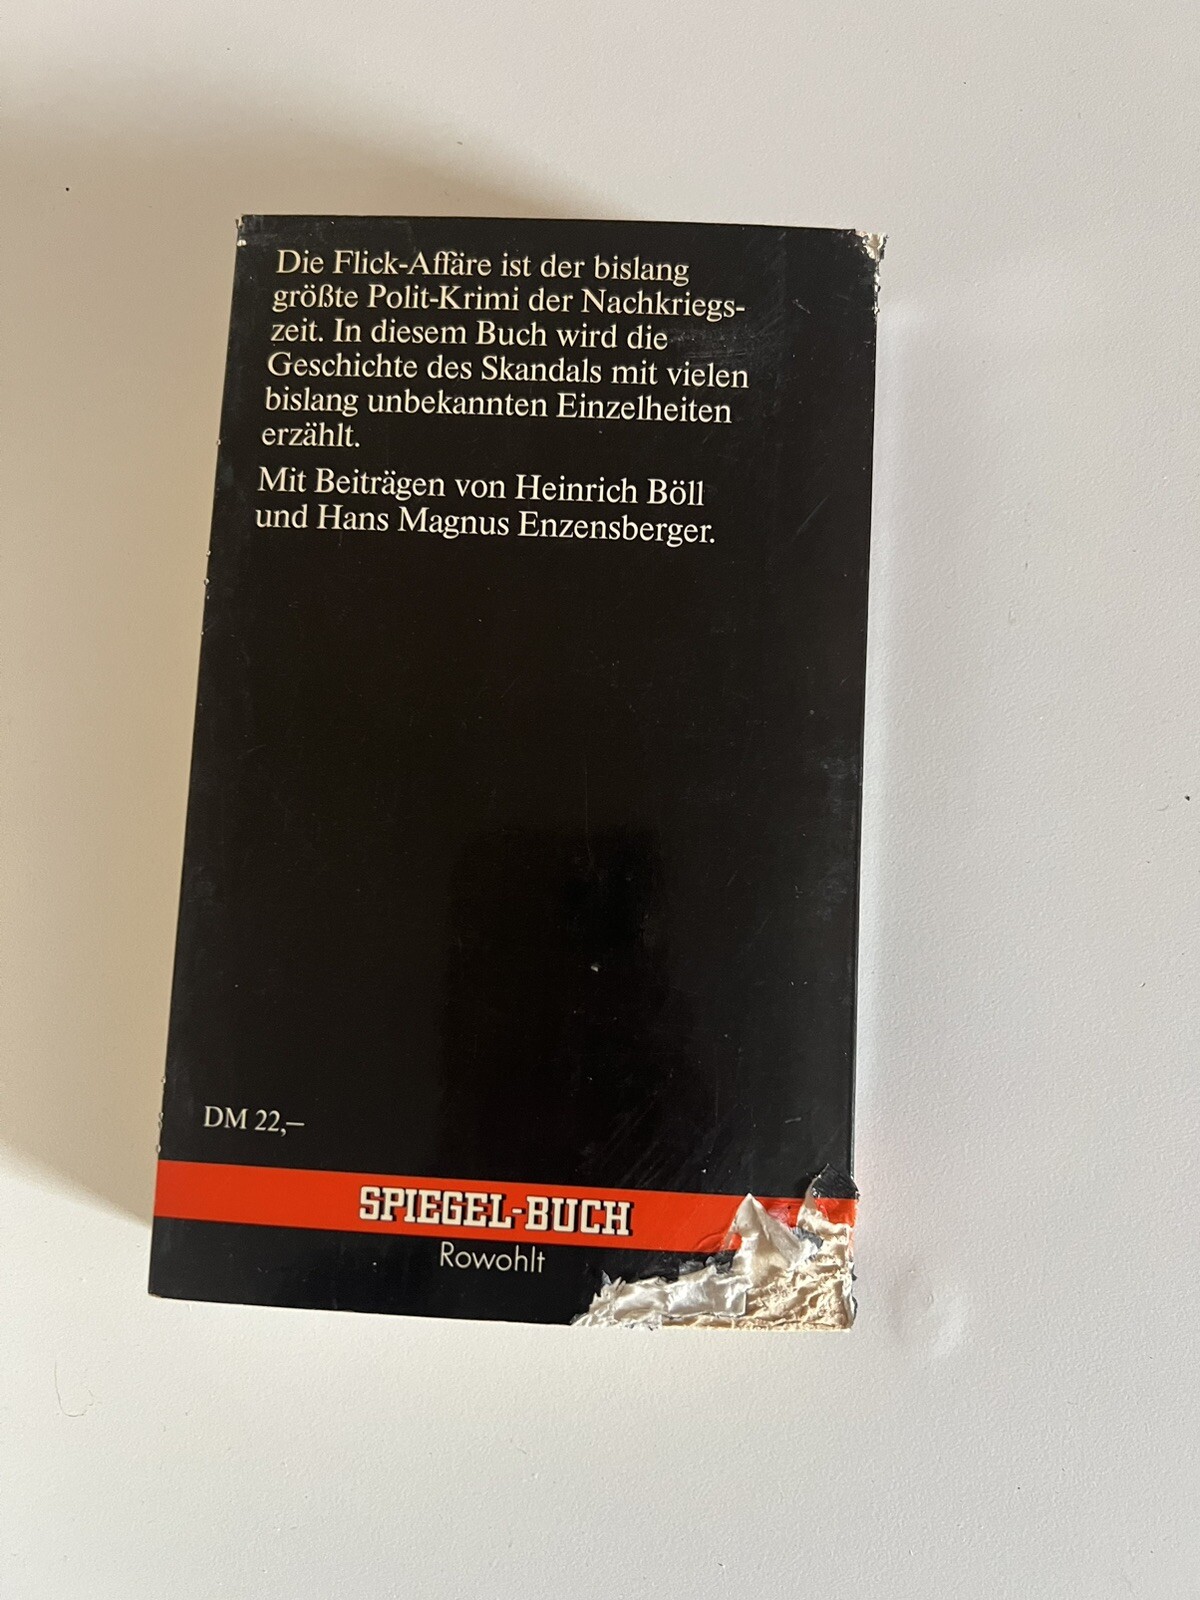 Die Flick-Affäre ist der bislang
größte Polit-Krimi der Nachkriegs-
zeit. In diesem Buch wird die
Geschichte des Skandals mit vielen
bislang unbekannten Einzelheiten
erzählt.
Mit Beiträgen von Heinrich Böll
und Hans Magnus Enzensberger.
DM 22,–
SPIEGEL-BUCH
Rowohlt